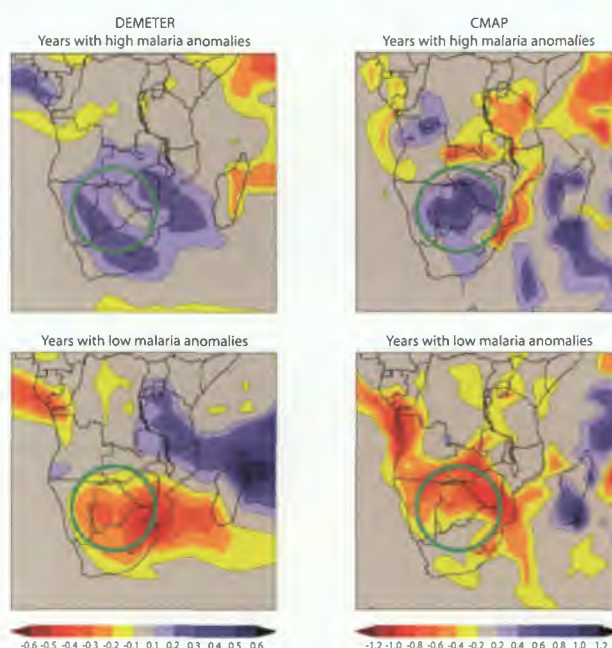 DEMETER
Years with high malaria anomalies
CMAP
Years with high malaria anomalies
Years with low malaria anomalies
Years with low malaria anomalies
-0.6 -0.5 -0.4 -0.3 -0.2 -0.1 0.1 0.2 0.3 0.4 0.5 0.6
-1.2 -1.0 -0.8 -0.6 -0.4 -0.2 0.2 0.4 0.6 0.8 1.0 1.2